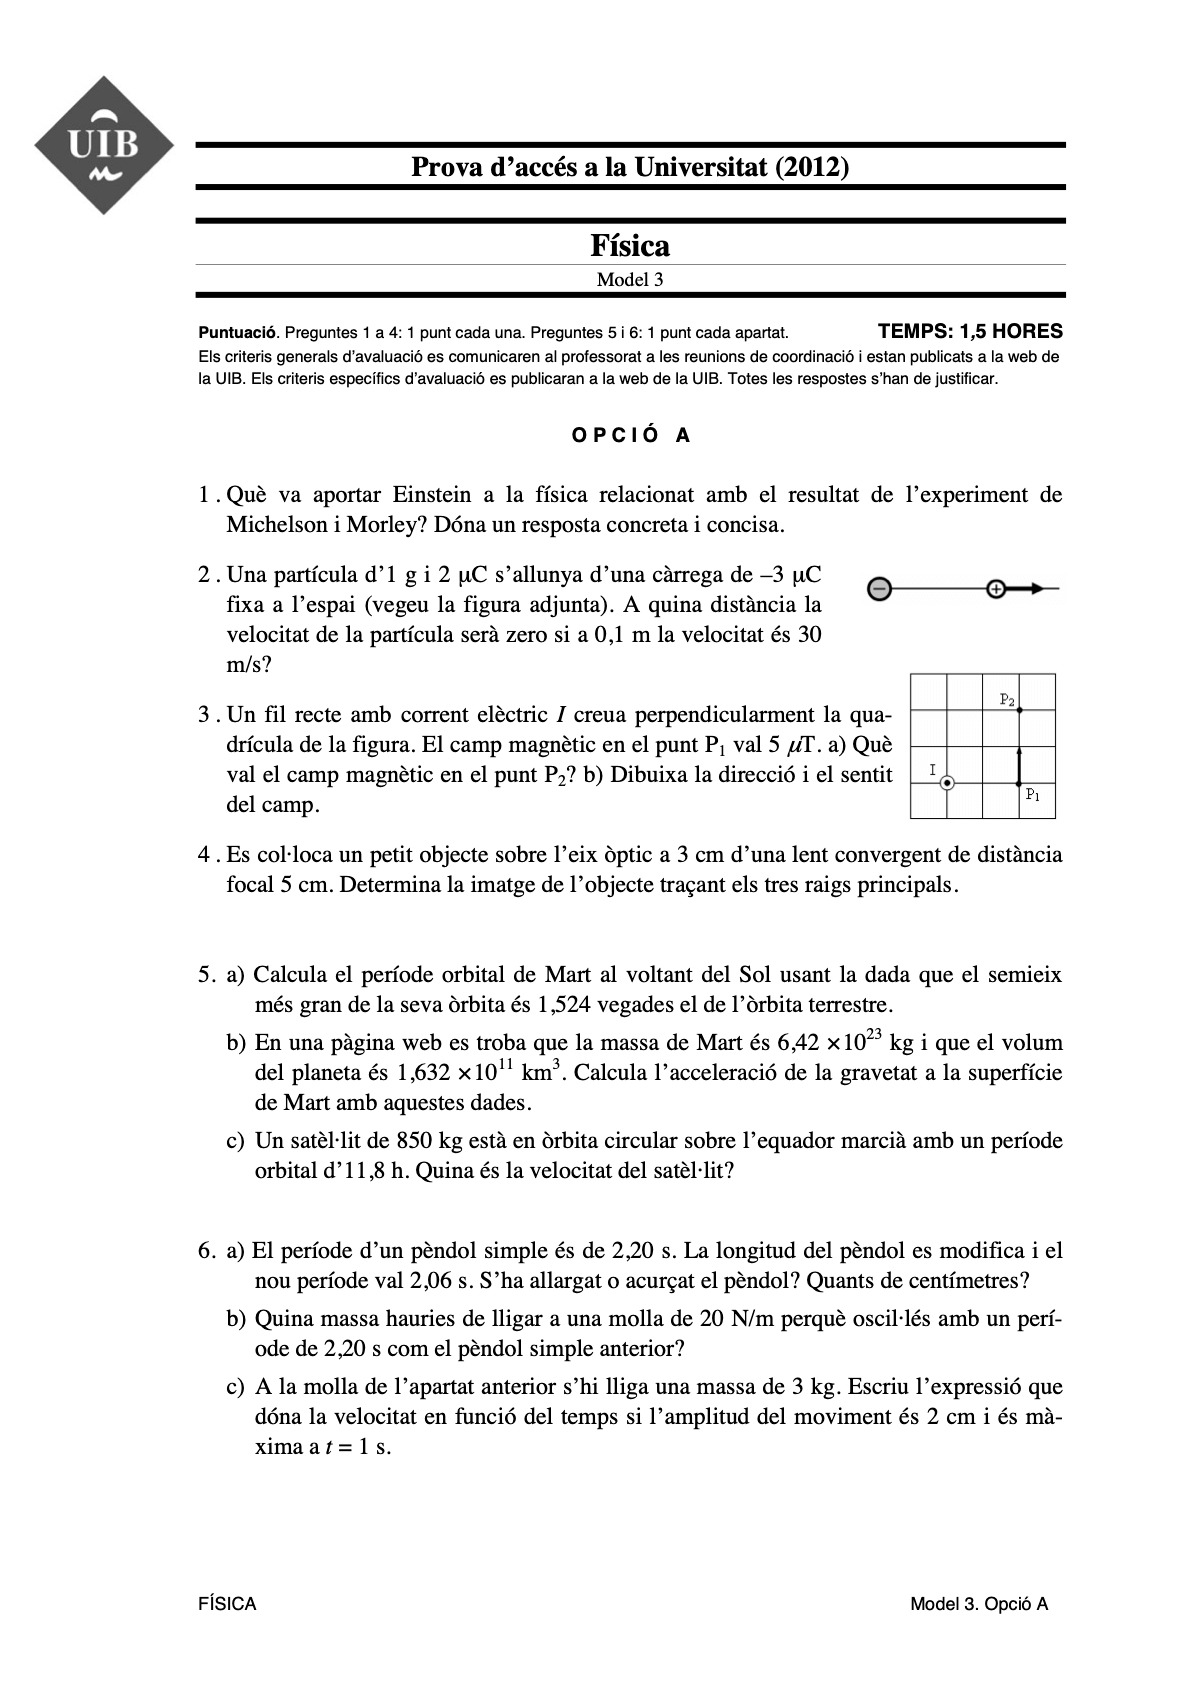 UIB
Prova d’accés a la Universitat (2012)
Física
Model 3
Puntuació. Preguntes 1 a 4: 1 punt cada una. Preguntes 5 i 6: 1 punt cada apartat. TEMPS: 1,5 HORES
Els criteris generals d’avaluació es comunicaren al professorat a les reunions de coordinació i estan publicats a la web de
la UIB. Els criteris específics d’avaluació es publicaran a la web de la UIB. Totes les respostes s’han de justificar.
OPCIÓ A
1 . Què va aportar Einstein a la física relacionat amb el resultat de l’experiment de
Michelson i Morley? Dóna un resposta concreta i concisa.
2 . Una partícula d’1 g i 2 μC s’allunya d’una càrrega de –3 μC
fixa a l’espai (vegeu la figura adjunta). A quina distància la
velocitat de la partícula serà zero si a 0,1 m la velocitat és 30
m/s?
− +
3 . Un fil recte amb corrent elèctric I creua perpendicularment la qua-
drícula de la figura. El camp magnètic en el punt P₁ val 5 μT. a) Què
val el camp magnètic en el punt P₂? b) Dibuixa la direcció i el sentit
del camp.
P₂
I
P₁
4 . Es col·loca un petit objecte sobre l’eix òptic a 3 cm d’una lent convergent de distància
focal 5 cm. Determina la imatge de l’objecte traçant els tres raigs principals.
5. a) Calcula el període orbital de Mart al voltant del Sol usant la dada que el semieix
més gran de la seva òrbita és 1,524 vegades el de l’òrbita terrestre.
b) En una pàgina web es troba que la massa de Mart és 6,42 ×10²³ kg i que el volum
del planeta és 1,632 ×10¹¹ km³. Calcula l’acceleració de la gravetat a la superfície
de Mart amb aquestes dades.
c) Un satèl·lit de 850 kg està en òrbita circular sobre l’equador marcià amb un període
orbital d’11,8 h. Quina és la velocitat del satèl·lit?
6. a) El període d’un pèndol simple és de 2,20 s. La longitud del pèndol es modifica i el
nou període val 2,06 s. S’ha allargat o acurçat el pèndol? Quants de centímetres?
b) Quina massa hauries de lligar a una molla de 20 N/m perquè oscil·lés amb un perí-
ode de 2,20 s com el pèndol simple anterior?
c) A la molla de l’apartat anterior s’hi lliga una massa de 3 kg. Escriu l’expressió que
dóna la velocitat en funció del temps si l’amplitud del moviment és 2 cm i és mà-
xima a t = 1 s.
FÍSICA Model 3. Opció A